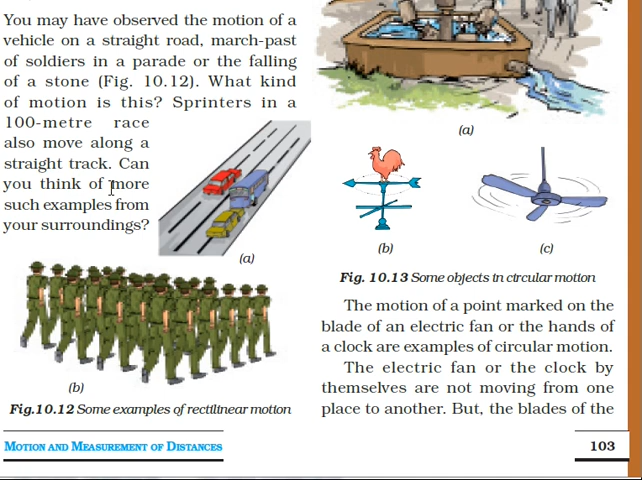 You may have observed the motion of a
vehicle on a straight road, march-past
of soldiers in a parade or the falling
of a stone (Fig. 10.12). What kind
of motion is this? Sprinters in a
100-metre race
also move along a
straight track. Can
you think of more
such examples from
your surroundings?
(a)
(b)
Fig.10.12 Some examples of rectilinear motion
(a)
(b)
(c)
Fig. 10.13 Some objects in circular motion
The motion of a point marked on the
blade of an electric fan or the hands of
a clock are examples of circular motion.
The electric fan or the clock by
themselves are not moving from one
place to another. But, the blades of the
MOTION AND MEASUREMENT OF DISTANCES
103